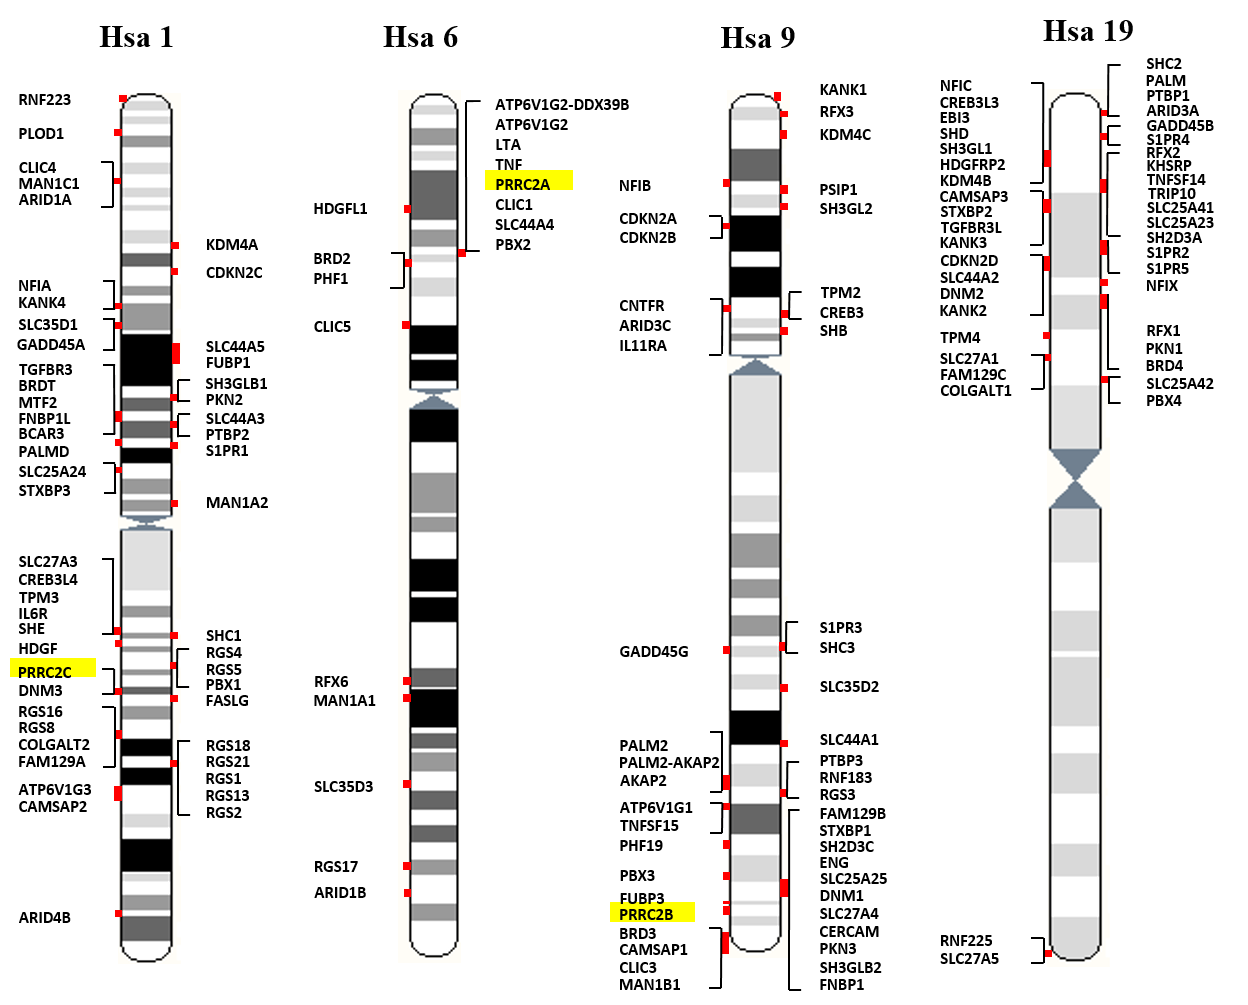 Hsa 1
RNF223
PLOD1
CLIC4
MAN1C1
ARID1A
NFIA
KANK4
SLC35D1
GADD45A
TGFBR3
BRDT
MTF2
FNBP1L
BCAR3
PALMD
SLC25A24
STXBP3
SLC27A3
CREB3L4
TPM3
IL6R
SHE
HDGF
PRRC2C
DNM3
RGS16
RGS8
COLGALT2
FAM129A
ATP6V1G3
CAMSAP2
ARID4B
KDM4A
CDKN2C
SLC44A5
FUBP1
SH3GLB1
PKN2
SLC44A3
PTBP2
S1PR1
MAN1A2
SHC1
RGS4
RGS5
PBX1
FASLG
RGS18
RGS21
RGS1
RGS13
RGS2
Hsa 6
HDGFL1
BRD2
PHF1
CLIC5
RFX6
MAN1A1
SLC35D3
RGS17
ARID1B
ATP6V1G2-DDX39B
ATP6V1G2
LTA
TNF
PRRC2A
CLIC1
SLC44A4
PBX2
Hsa 9
NFIB
CDKN2A
CDKN2B
CNTFR
ARID3C
IL11RA
GADD45G
PALM2
PALM2-AKAP2
AKAP2
ATP6V1G1
TNFSF15
PHF19
PBX3
FUBP3
PRRC2B
BRD3
CAMSAP1
CLIC3
MAN1B1
KANK1
RFX3
KDM4C
PSIP1
SH3GL2
TPM2
CREB3
SHB
S1PR3
SHC3
SLC35D2
SLC44A1
PTBP3
RNF183
RGS3
FAM129B
STXBP1
SH2D3C
ENG
SLC25A25
DNM1
SLC27A4
CERCAM
PKN3
SH3GLB2
FNBP1
Hsa 19
NFIC
CREB3L3
EBI3
SHD
SH3GL1
HDGFRP2
KDM4B
CAMSAP3
STXBP2
TGFBR3L
KANK3
CDKN2D
SLC44A2
DNM2
KANK2
TPM4
SLC27A1
FAM129C
COLGALT1
RNF225
SLC27A5
SHC2
PALM
PTBP1
ARID3A
GADD45B
S1PR4
RFX2
KHSRP
TNFSF14
TRIP10
SLC25A41
SLC25A23
SH2D3A
S1PR2
S1PR5
NFIX
RFX1
PKN1
BRD4
SLC25A42
PBX4